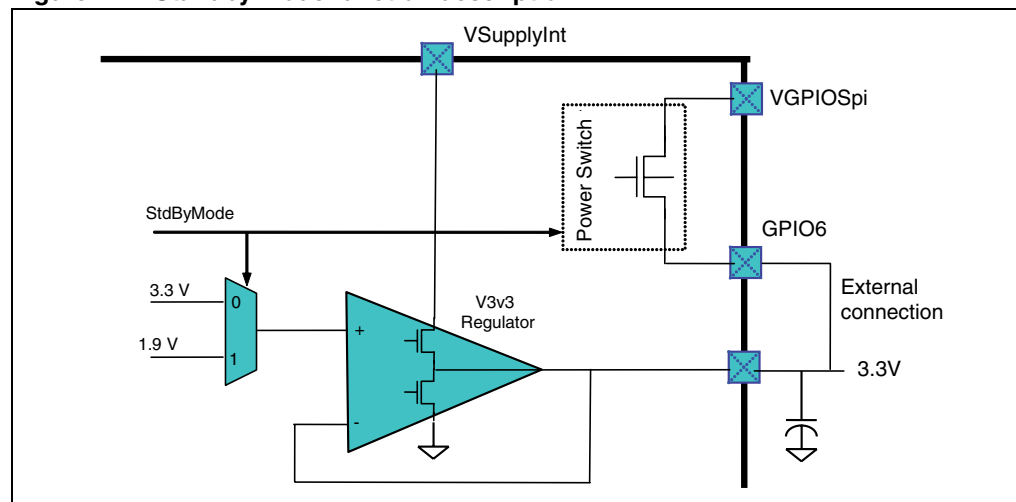 VSupplyInt
VGPIOSpi
Power Switch
StdByMode
GPIO6
3.3 V
0
V3v3
Regulator
External
connection
+
1.9 V
1
3.3V
-